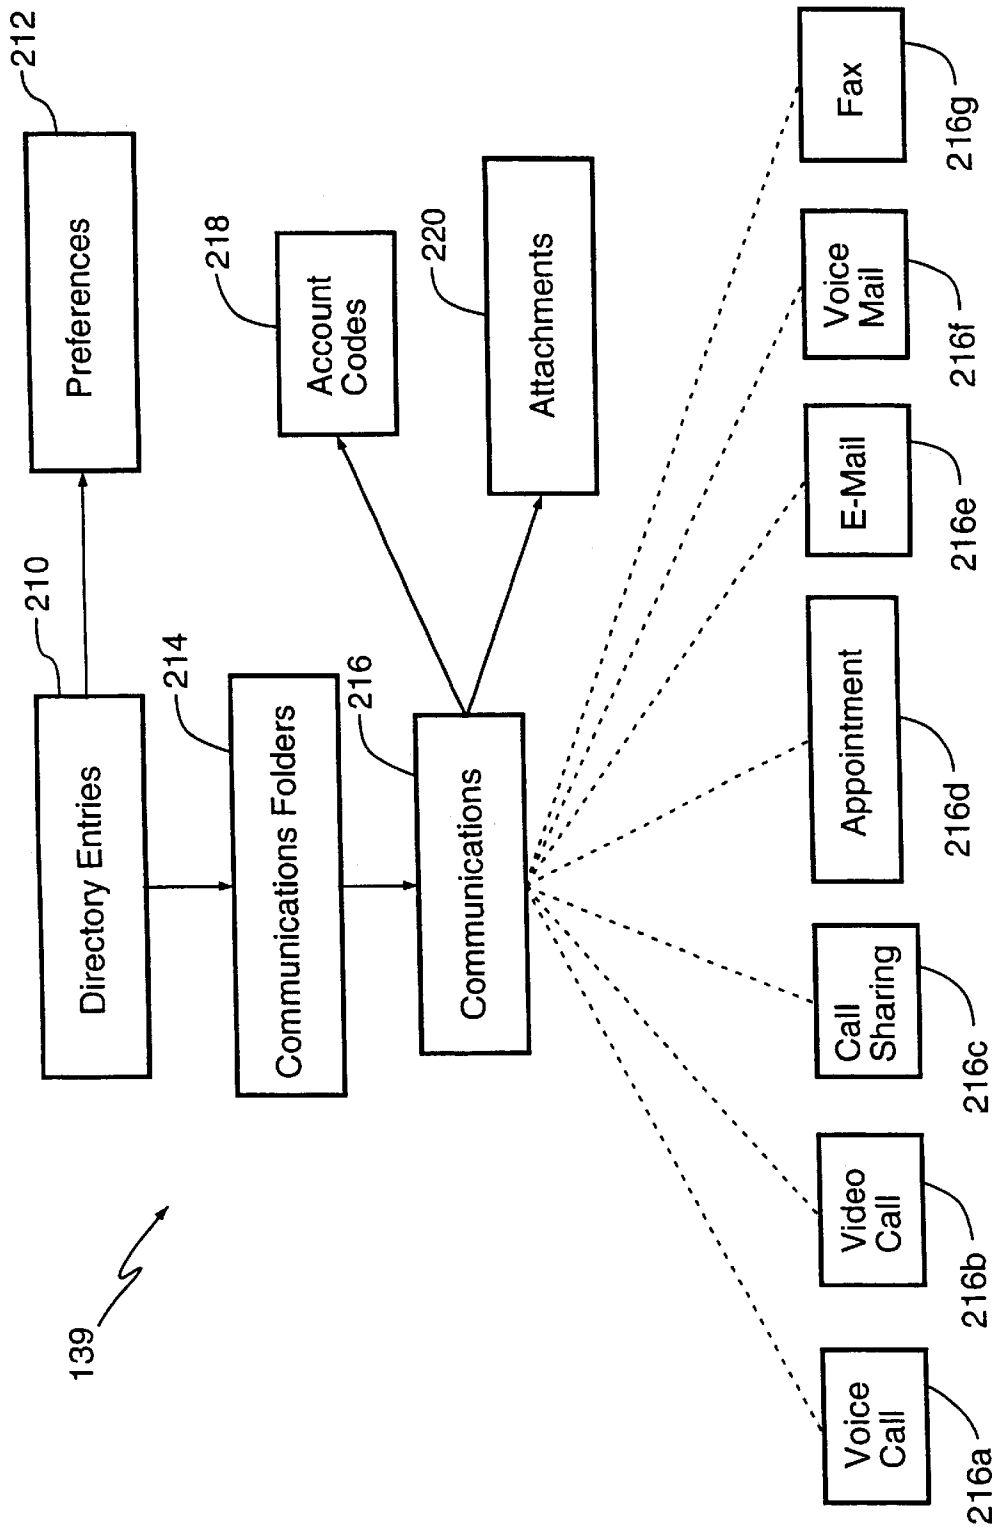 139
210
212
Directory Entries
Preferences
214
Communications Folders
218
Account
Codes
216
Communications
220
Attachments
Voice
Call
Video
Call
Call
Sharing
Appointment
E-Mail
Voice
Mail
Fax
216a
216b
216c
216d
216e
216f
216g